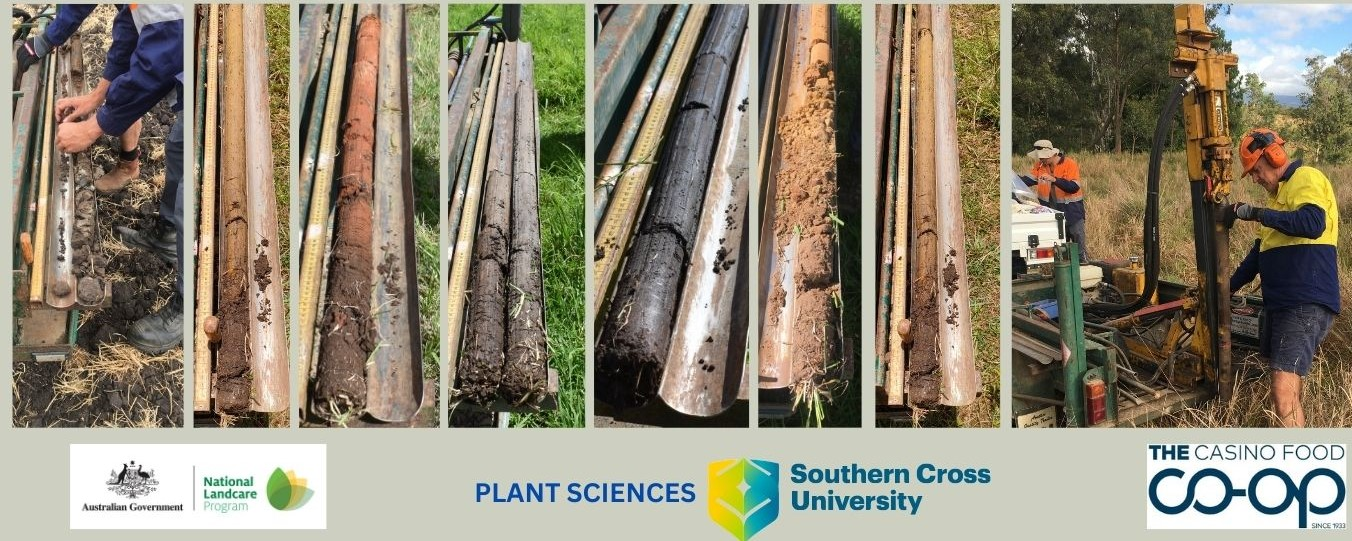 Australian Government
National
Landcare
Program
PLANT SCIENCES
Southern Cross
University
THE CASINO FOOD
CO-OP
SINCE 1933